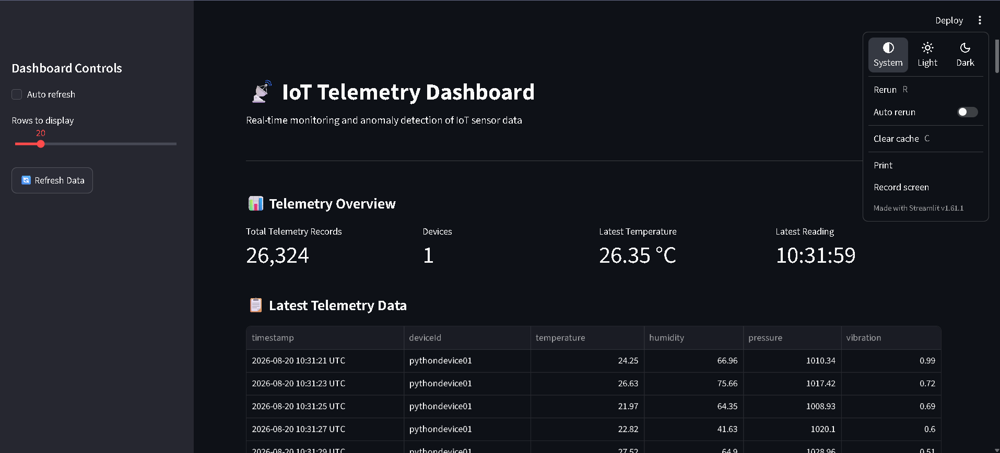 Deploy
System Light Dark
Rerun R
Auto rerun
Clear cache C
Print
Record screen
Made with Streamlit v1.61.1
Dashboard Controls
Auto refresh
Rows to display
20
Refresh Data
IoT Telemetry Dashboard
Real-time monitoring and anomaly detection of IoT sensor data
Telemetry Overview
Total Telemetry Records Devices Latest Temperature Latest Reading
26,324 1 26.35 °C 10:31:59
Latest Telemetry Data
timestamp deviceId temperature humidity pressure vibration
2026-08-20 10:31:21 UTC pythondevice01 24.25 66.96 1010.34 0.99
2026-08-20 10:31:23 UTC pythondevice01 26.63 75.66 1017.42 0.72
2026-08-20 10:31:25 UTC pythondevice01 21.97 64.35 1008.93 0.69
2026-08-20 10:31:27 UTC pythondevice01 22.82 41.63 1020.1 0.6
2026-08-20 10:31:29 UTC pythondevice01 27.52 64.9 1028.96 0.51